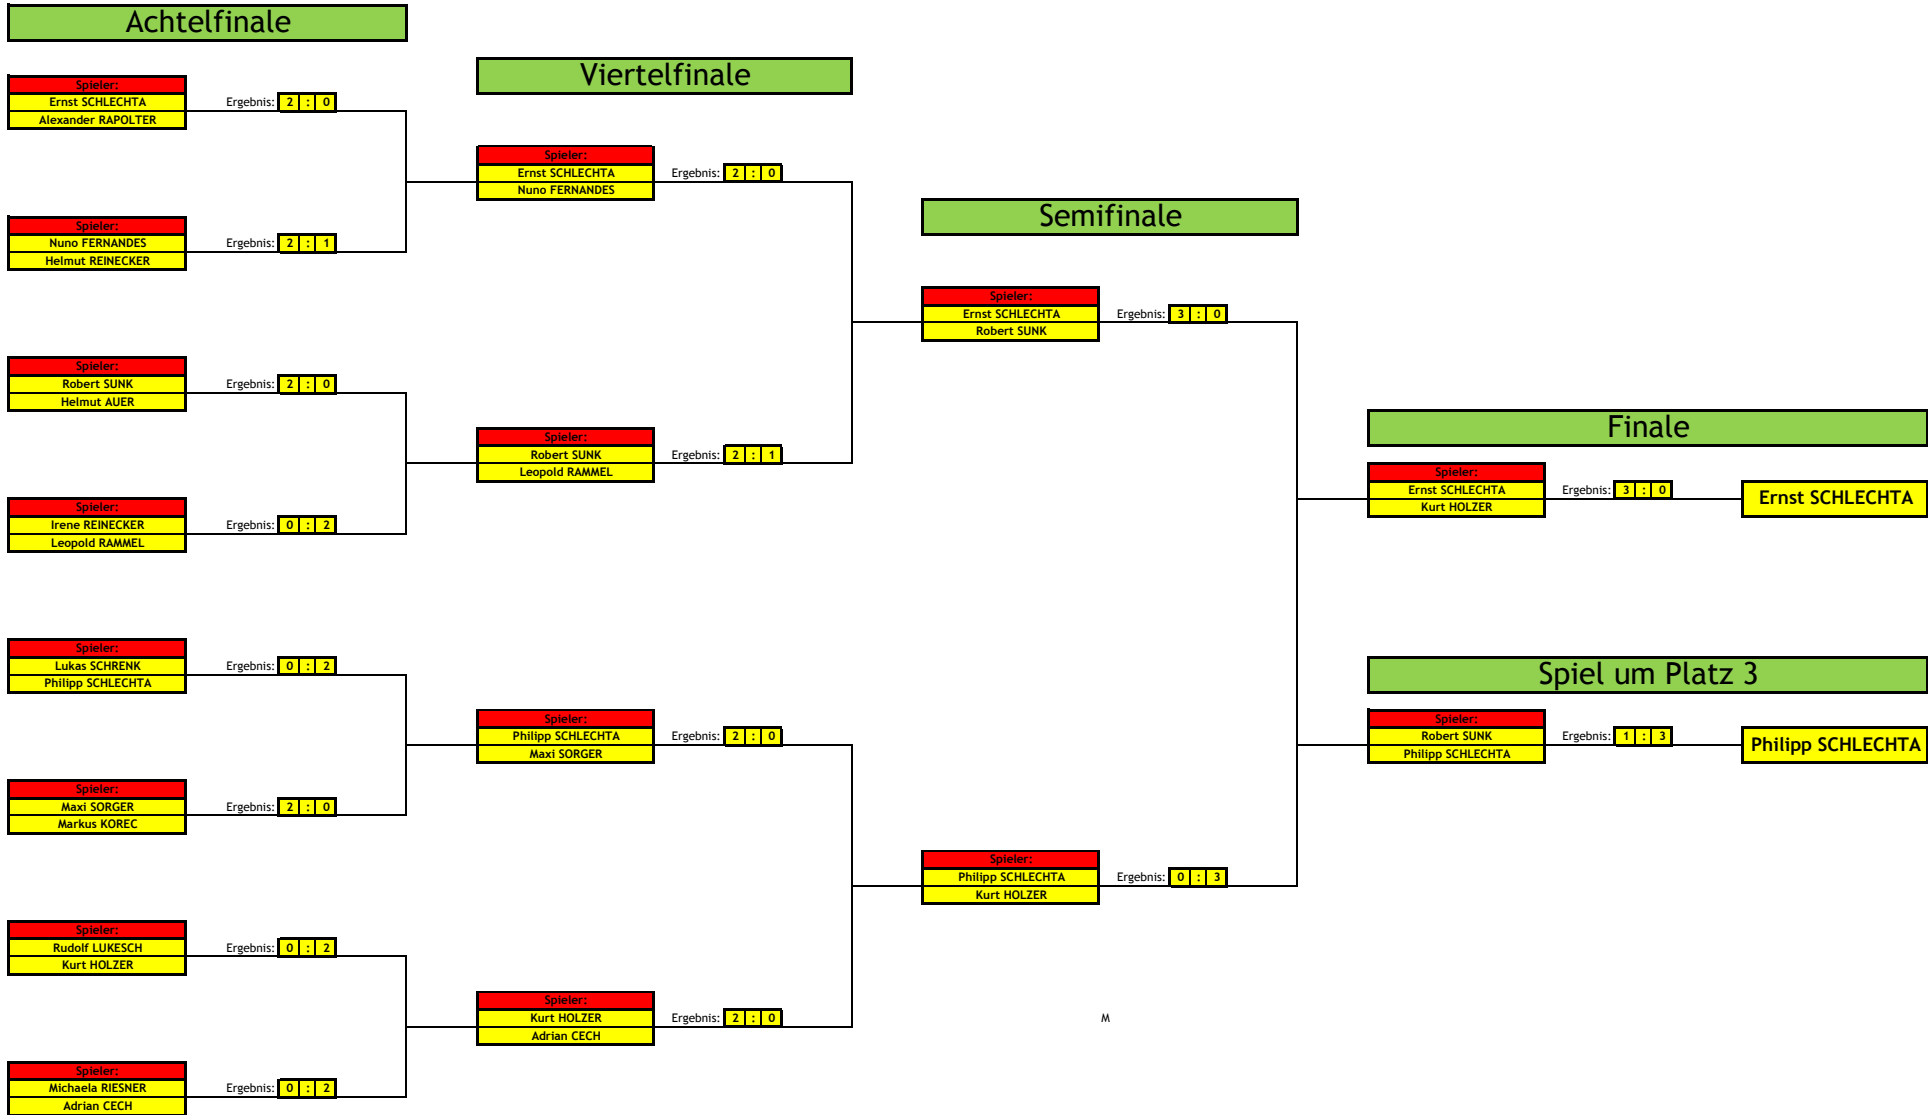 Achtelfinale
Spieler:
Ernst SCHLECHTA
Alexander RAPOLTER
Ergebnis: 2 : 0
Spieler:
Nuno FERNANDES
Helmut REINECKER
Ergebnis: 2 : 1
Spieler:
Robert SUNK
Helmut AUER
Ergebnis: 2 : 0
Spieler:
Irene REINECKER
Leopold RAMMEL
Ergebnis: 0 : 2
Spieler:
Lukas SCHRENK
Philipp SCHLECHTA
Ergebnis: 0 : 2
Spieler:
Maxi SORGER
Markus KOREC
Ergebnis: 2 : 0
Spieler:
Rudolf LUKESCH
Kurt HOLZER
Ergebnis: 0 : 2
Spieler:
Michaela RIESNER
Adrian CECH
Ergebnis: 0 : 2
Viertelfinale
Spieler:
Ernst SCHLECHTA
Nuno FERNANDES
Ergebnis: 2 : 0
Spieler:
Robert SUNK
Leopold RAMMEL
Ergebnis: 2 : 1
Spieler:
Philipp SCHLECHTA
Maxi SORGER
Ergebnis: 2 : 0
Spieler:
Kurt HOLZER
Adrian CECH
Ergebnis: 2 : 0
Semifinale
Spieler:
Ernst SCHLECHTA
Robert SUNK
Ergebnis: 3 : 0
Spieler:
Philipp SCHLECHTA
Kurt HOLZER
Ergebnis: 0 : 3
M
Finale
Spieler:
Ernst SCHLECHTA
Kurt HOLZER
Ergebnis: 3 : 0
Ernst SCHLECHTA
Spiel um Platz 3
Spieler:
Robert SUNK
Philipp SCHLECHTA
Ergebnis: 1 : 3
Philipp SCHLECHTA